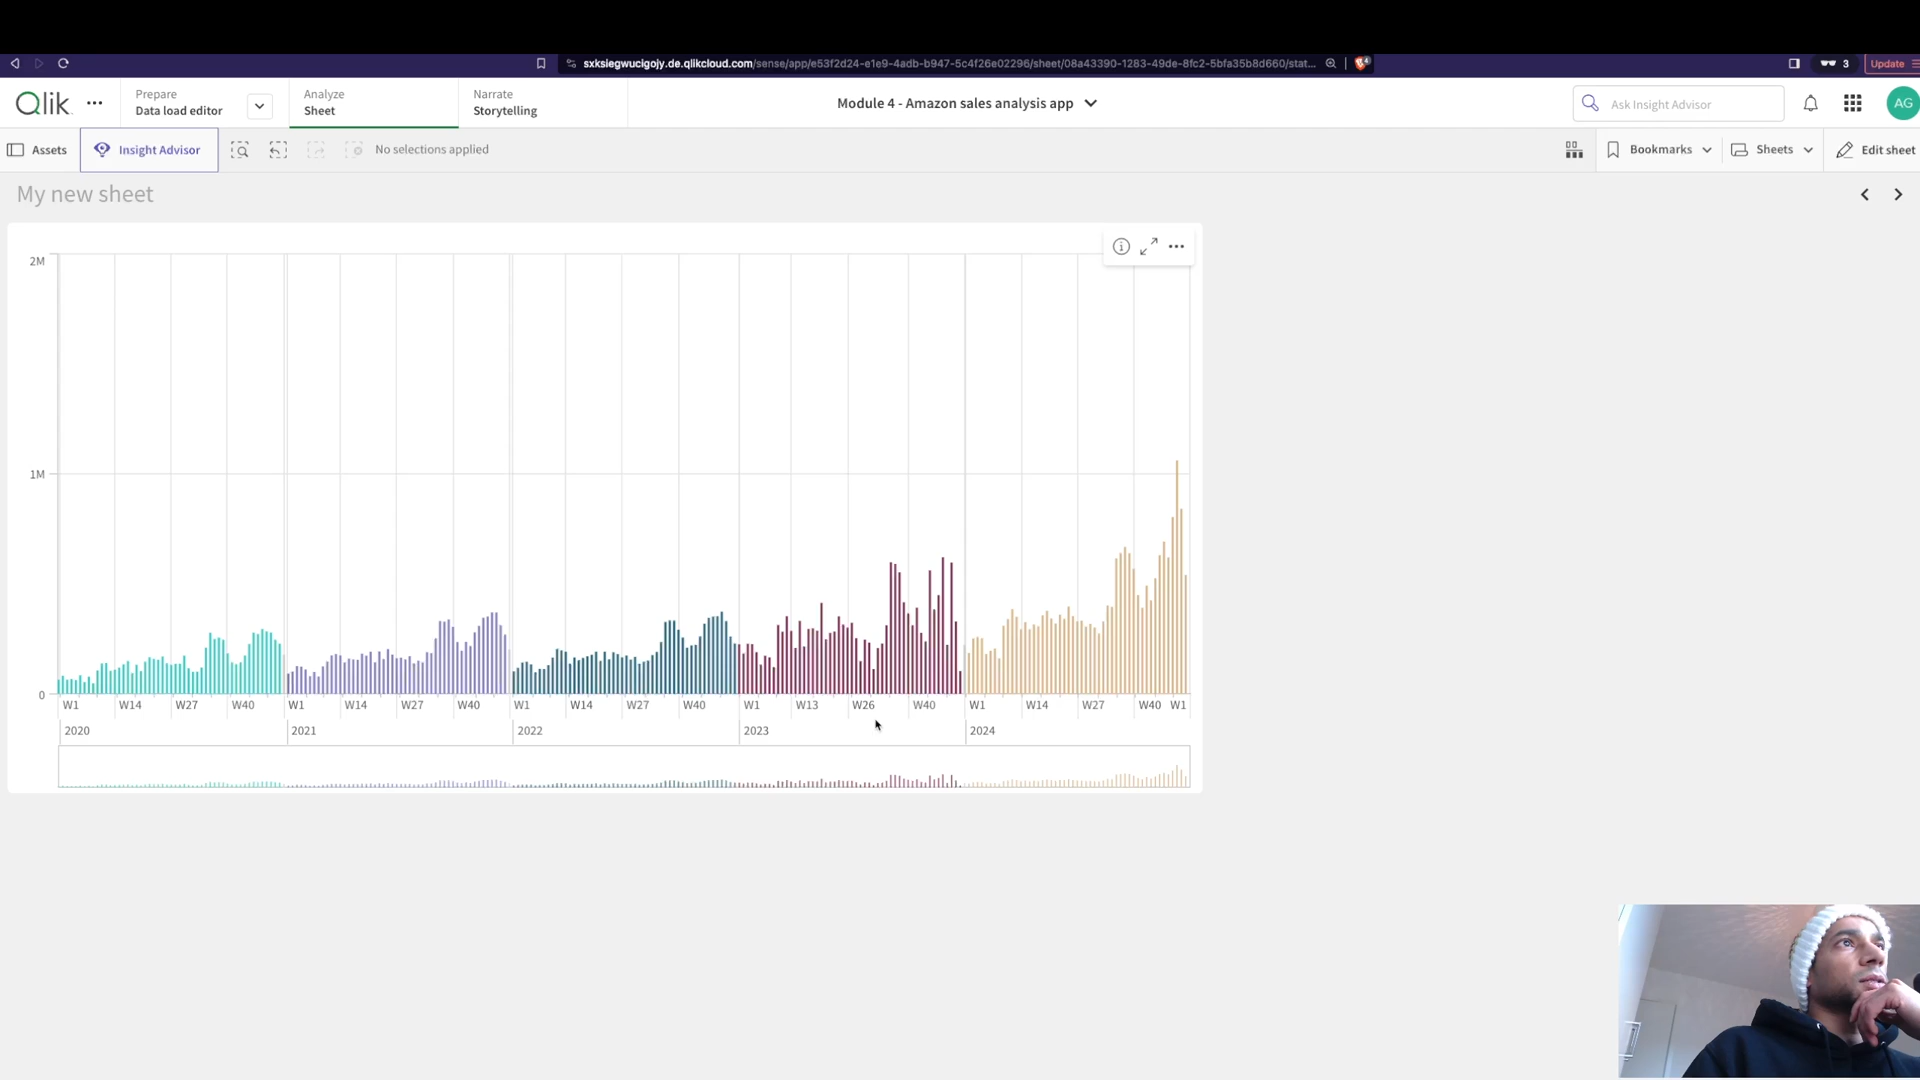 sxksiegwucigojy.de.qlikcloud.com/sense/app/e53f2d24-e1e9-4adb-b947-5c4f26e02296/sheet/08a43390-1283-49de-8fc2-5bfa35b8d660/stat...
3
Update
Qlik
Prepare
Data load editor
Analyze
Sheet
Narrate
Storytelling
Module 4 - Amazon sales analysis app
Ask Insight Advisor
AG
Assets
Insight Advisor
No selections applied
Bookmarks
Sheets
Edit sheet
My new sheet
2M
1M
0
W1 W14 W27 W40 W1 W14 W27 W40 W1 W14 W27 W40 W1 W13 W26 W40 W1 W14 W27 W40 W1
2020 2021 2022 2023 2024